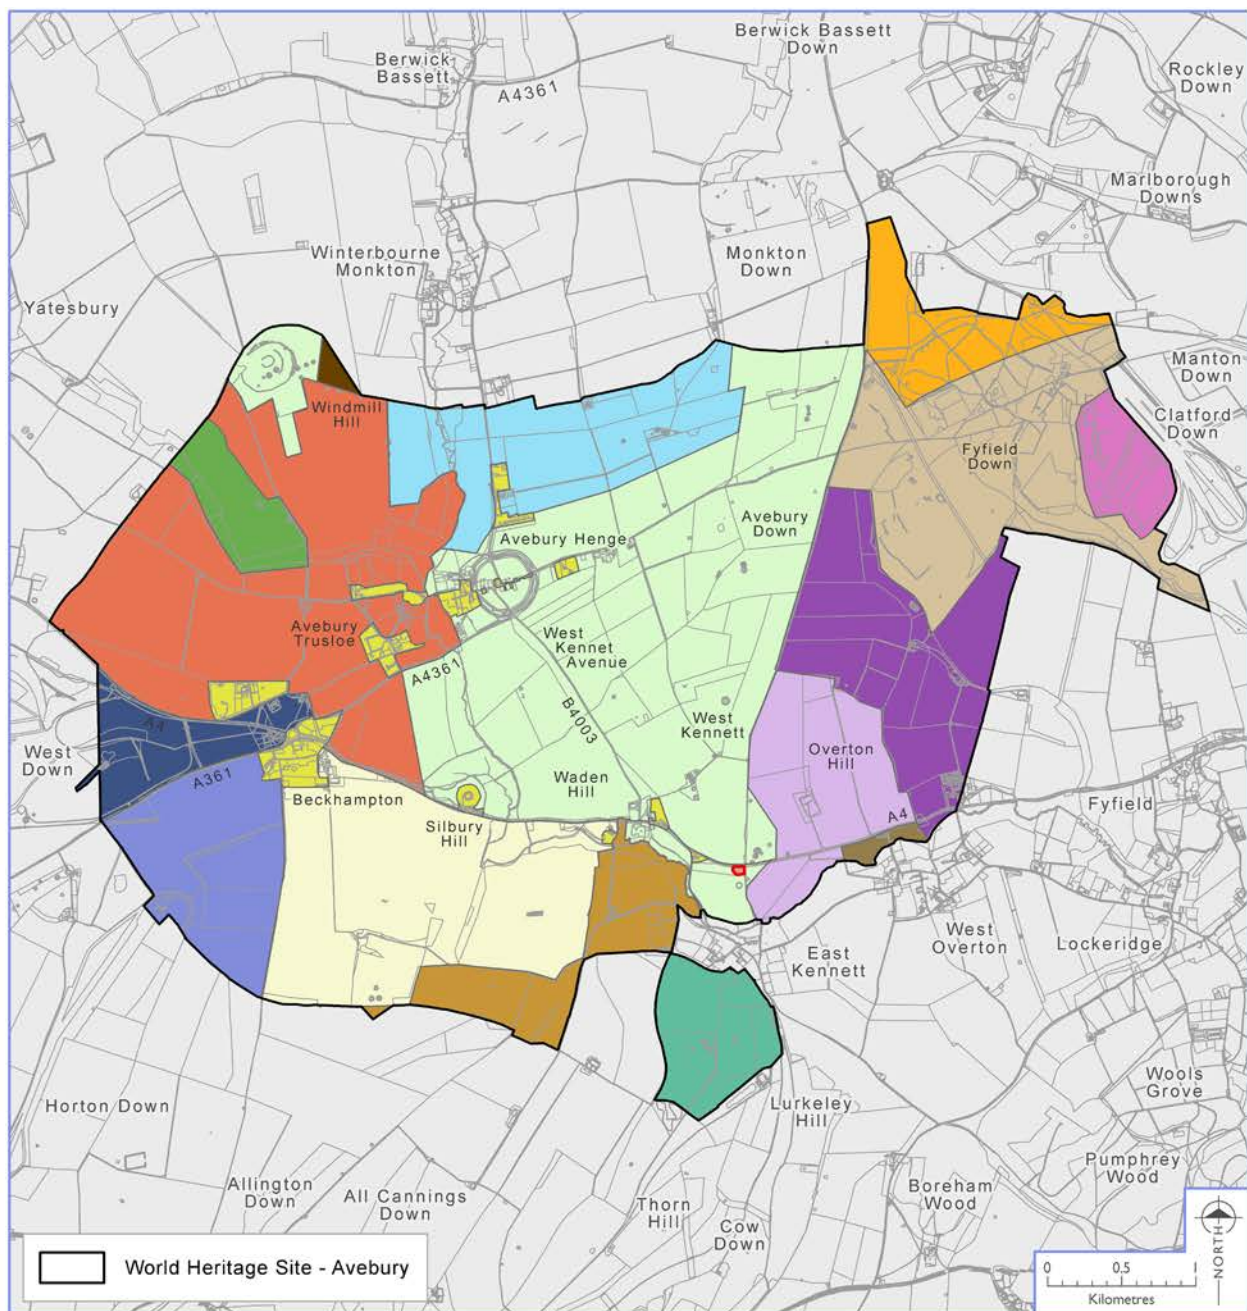 Berwick Bassett
Down
Berwick
Bassett
Rockley
Down
A4361
Marlborough
Downs
Winterbourne
Monkton
Monkton
Down
Yatesbury
Manton
Down
Windmill
Hill
Clatford
Down
Fyfield
Down
Avebury Henge
Avebury
Down
Avebury
Trusloe
West
Kennet
Avenue
A4361
B4003
A4
West
Kennett
West
Down
A361
Overton
Hill
Waden
Hill
Beckhampton
Silbury
Hill
A4
Fyfield
East
Kennett
West
Overton
Lockeridge
Wools
Grove
Horton Down
Lurkeley
Hill
Pumphrey
Wood
Allington
Down
All Cannings
Down
Boreham
Wood
Thorn
Hill
Cow
Down
World Heritage Site - Avebury
NORTH
0 0.5 1
Kilometres